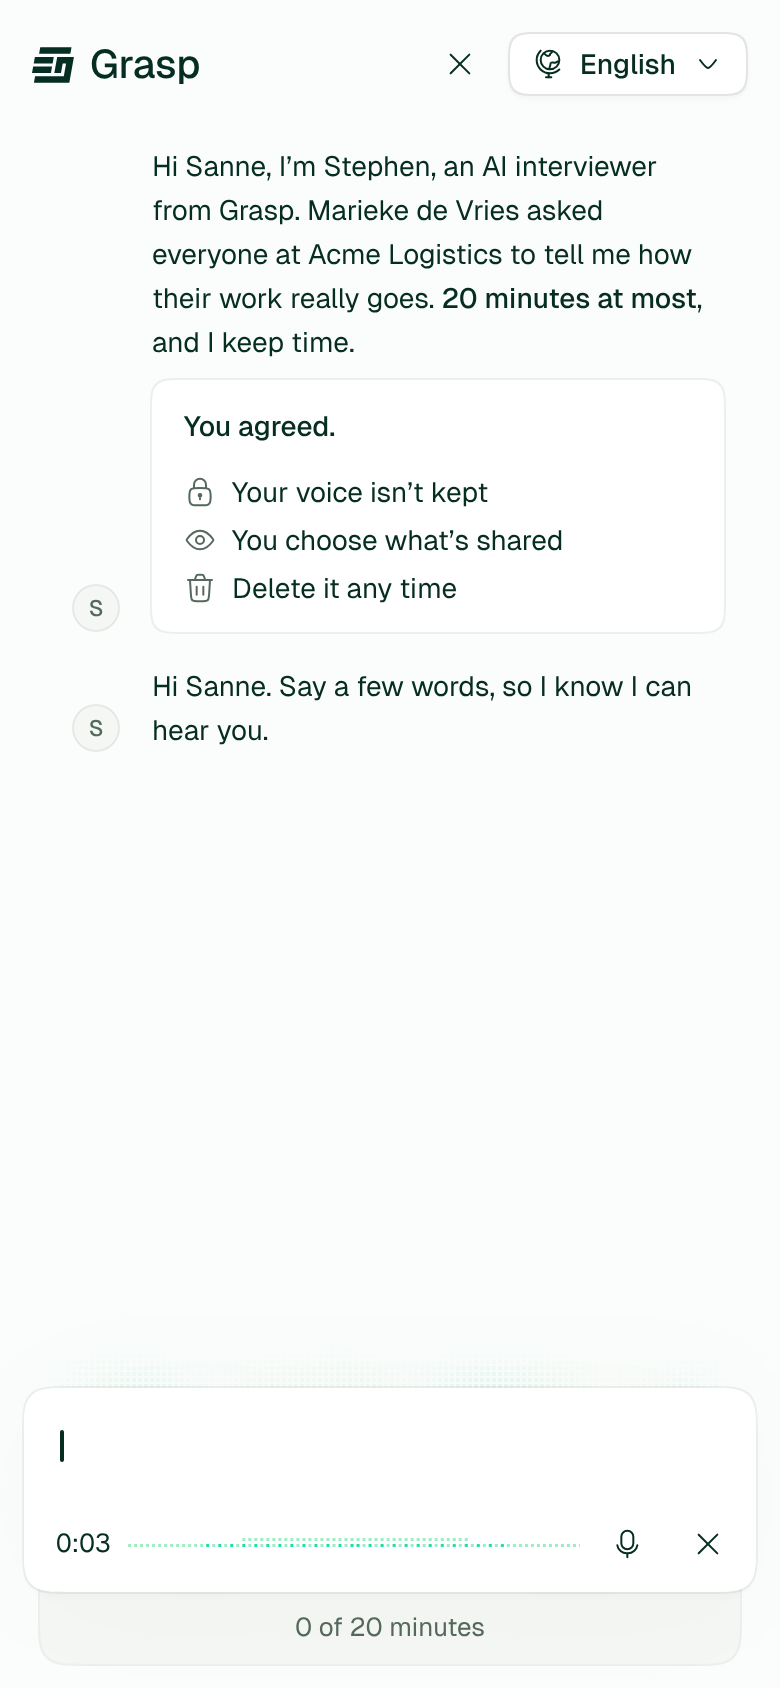 Grasp
English
Hi Sanne, I’m Stephen, an AI interviewer
from Grasp. Marieke de Vries asked
everyone at Acme Logistics to tell me how
their work really goes. 20 minutes at most,
and I keep time.
You agreed.
Your voice isn’t kept
You choose what’s shared
Delete it any time
S
Hi Sanne. Say a few words, so I know I can
hear you.
S
0:03
0 of 20 minutes